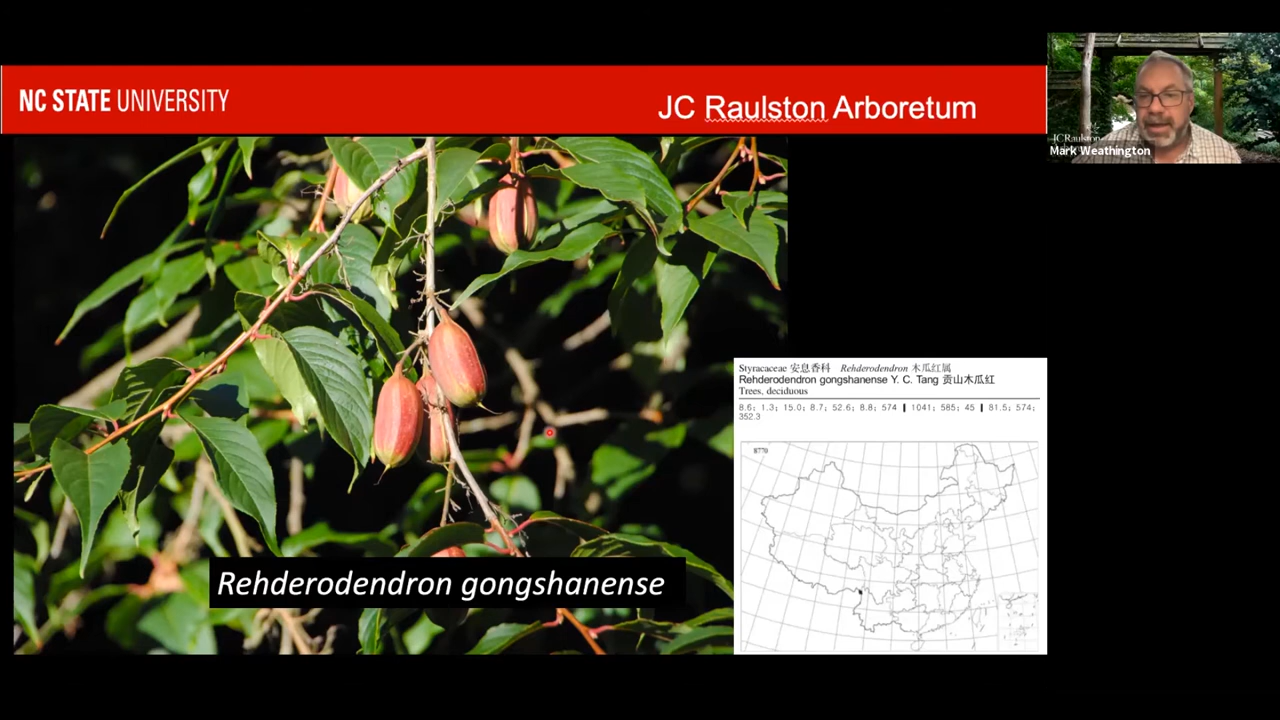 NC STATE UNIVERSITY
JC Raulston Arboretum
JCRaulston
Mark Weathington
Styracaceae 安息香科 Rehderodendron 木瓜红属
Rehderodendron gongshanense Y. C. Tang 贡山木瓜红
Trees, deciduous
8.6; 1.3; 15.0; 8.7; 52.6; 8.8; 574 ▌ 1041; 585; 45 ▌ 81.5; 574;
352.3
8770
Rehderodendron gongshanense